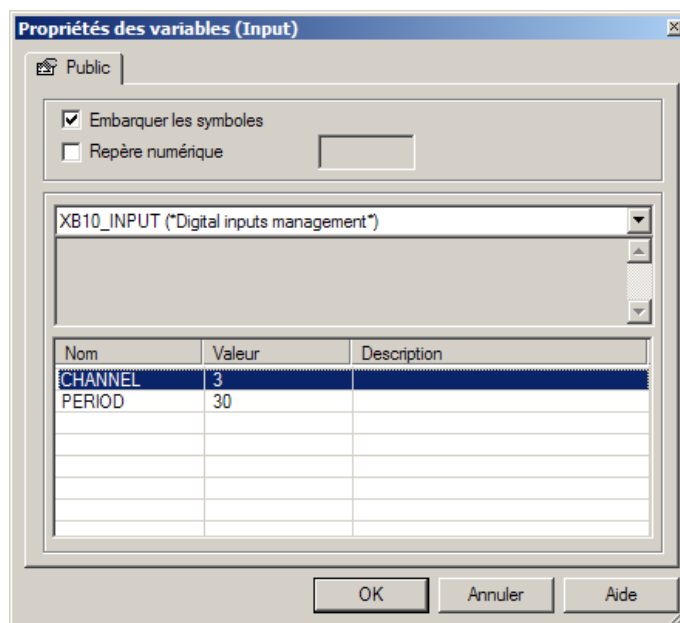 Propriétés des variables (Input)
Public
Embarquer les symboles
Repère numérique
XB10_INPUT (*Digital inputs management*)
Nom Valeur Description
CHANNEL 3
PERIOD 30
OK Annuler Aide